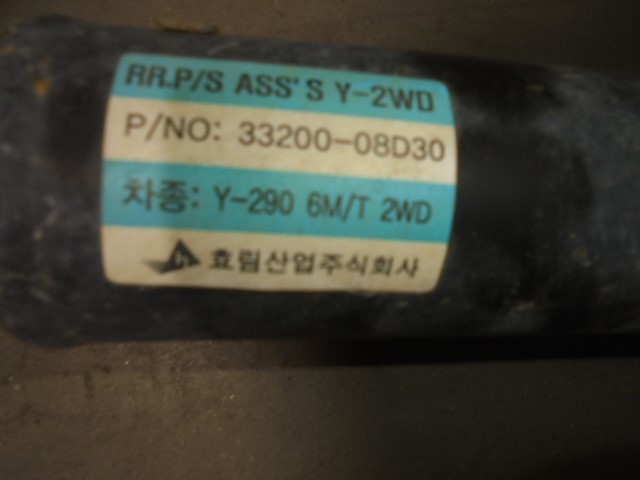 RR.P/S ASS'S Y-2WD
P/NO: 33200-08D30
차종: Y-290 6M/T 2WD
효림산업주식회사